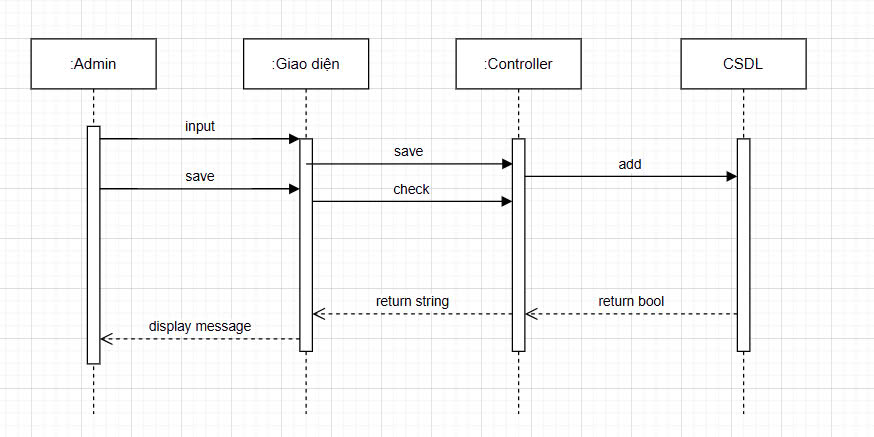 :Admin
:Giao diện
:Controller
CSDL
input
save
add
save
check
return string
return bool
display message